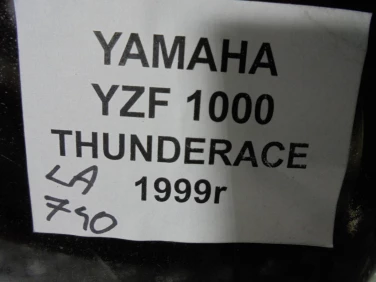 YAMAHA
YZF 1000
THUNDERACE
1999r
LA
790